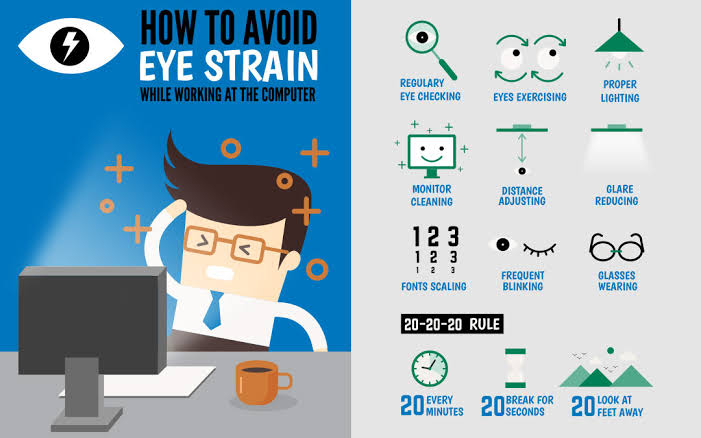 HOW TO AVOID
EYE STRAIN
WHILE WORKING AT THE COMPUTER
REGULARY
EYE CHECKING
EYES EXERCISING
PROPER
LIGHTING
MONITOR
CLEANING
DISTANCE
ADJUSTING
GLARE
REDUCING
1 2 3
1 2 3
1 2 3
FONTS SCALING
FREQUENT
BLINKING
GLASSES
WEARING
20-20-20 RULE
20 EVERY
MINUTES
20 BREAK FOR
SECONDS
20 LOOK AT
FEET AWAY